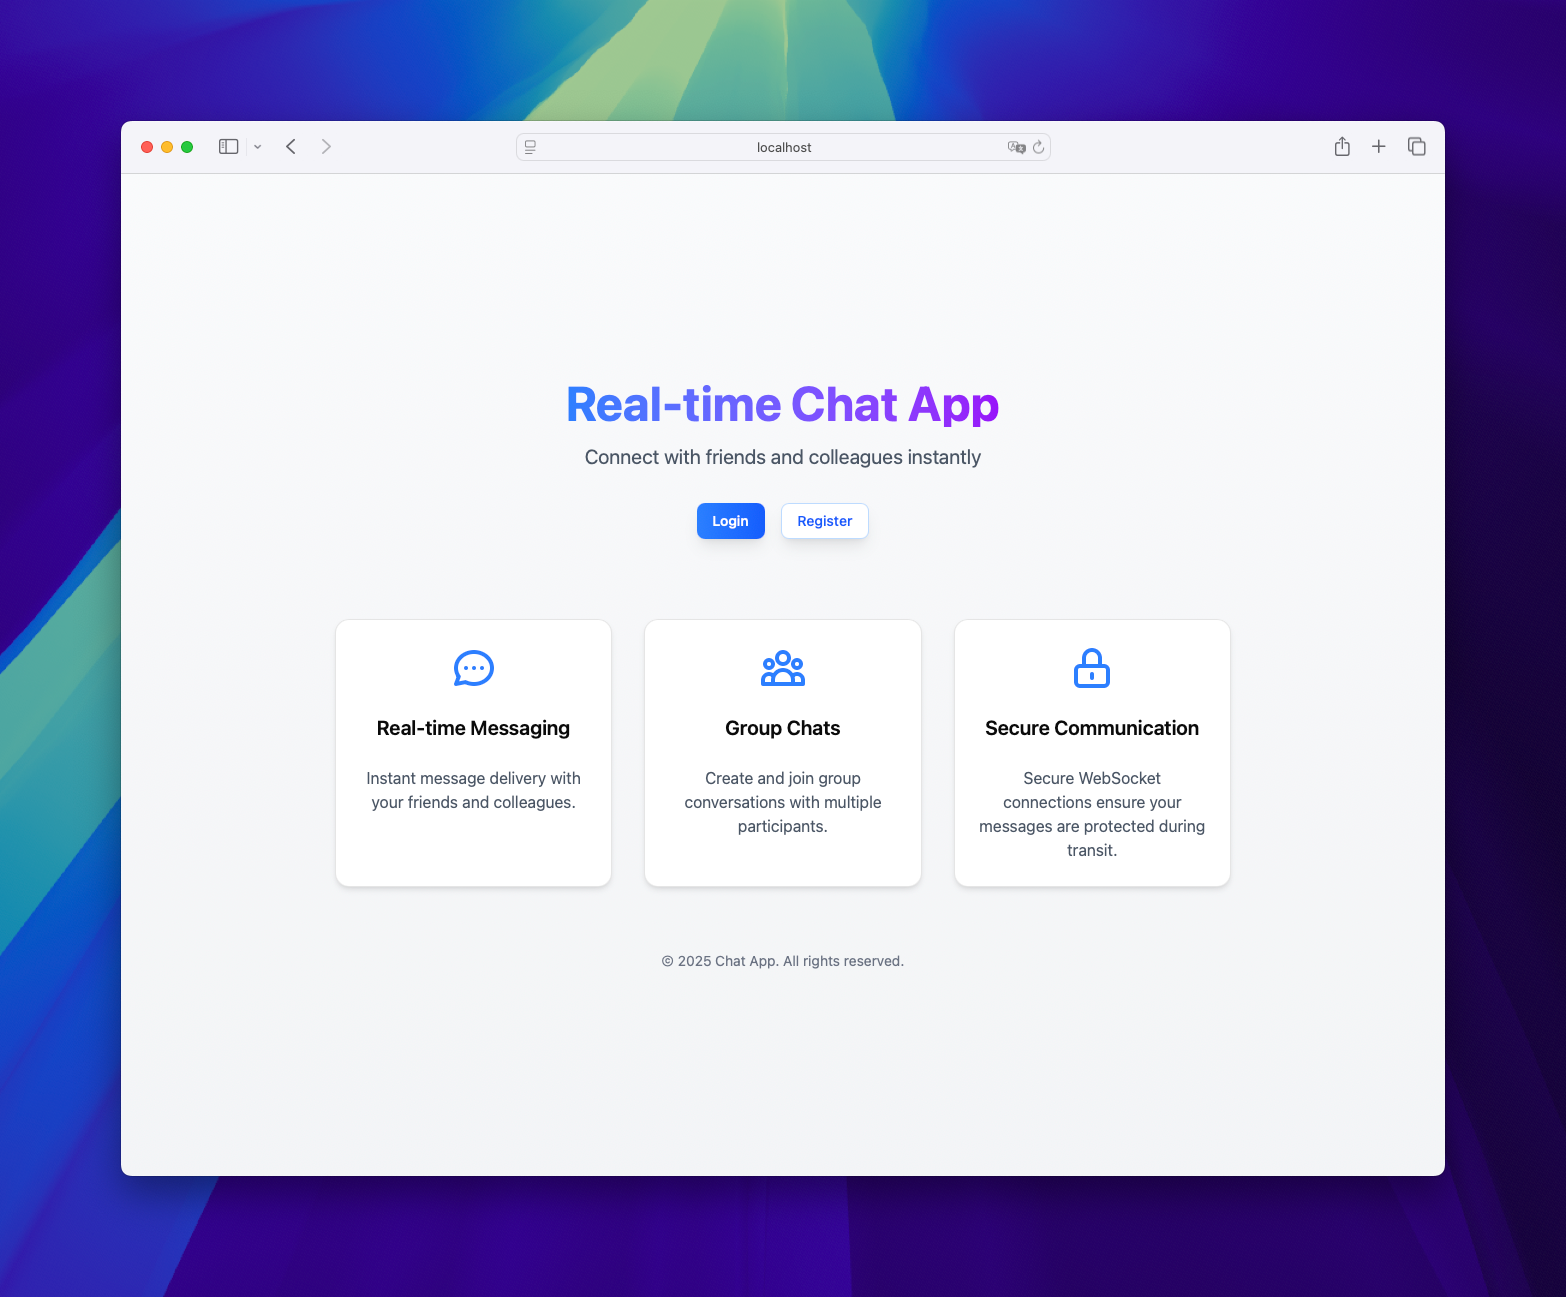 localhost
Real-time Chat App
Connect with friends and colleagues instantly
Login
Register
Real-time Messaging
Instant message delivery with
your friends and colleagues.
Group Chats
Create and join group
conversations with multiple
participants.
Secure Communication
Secure WebSocket
connections ensure your
messages are protected during
transit.
© 2025 Chat App. All rights reserved.